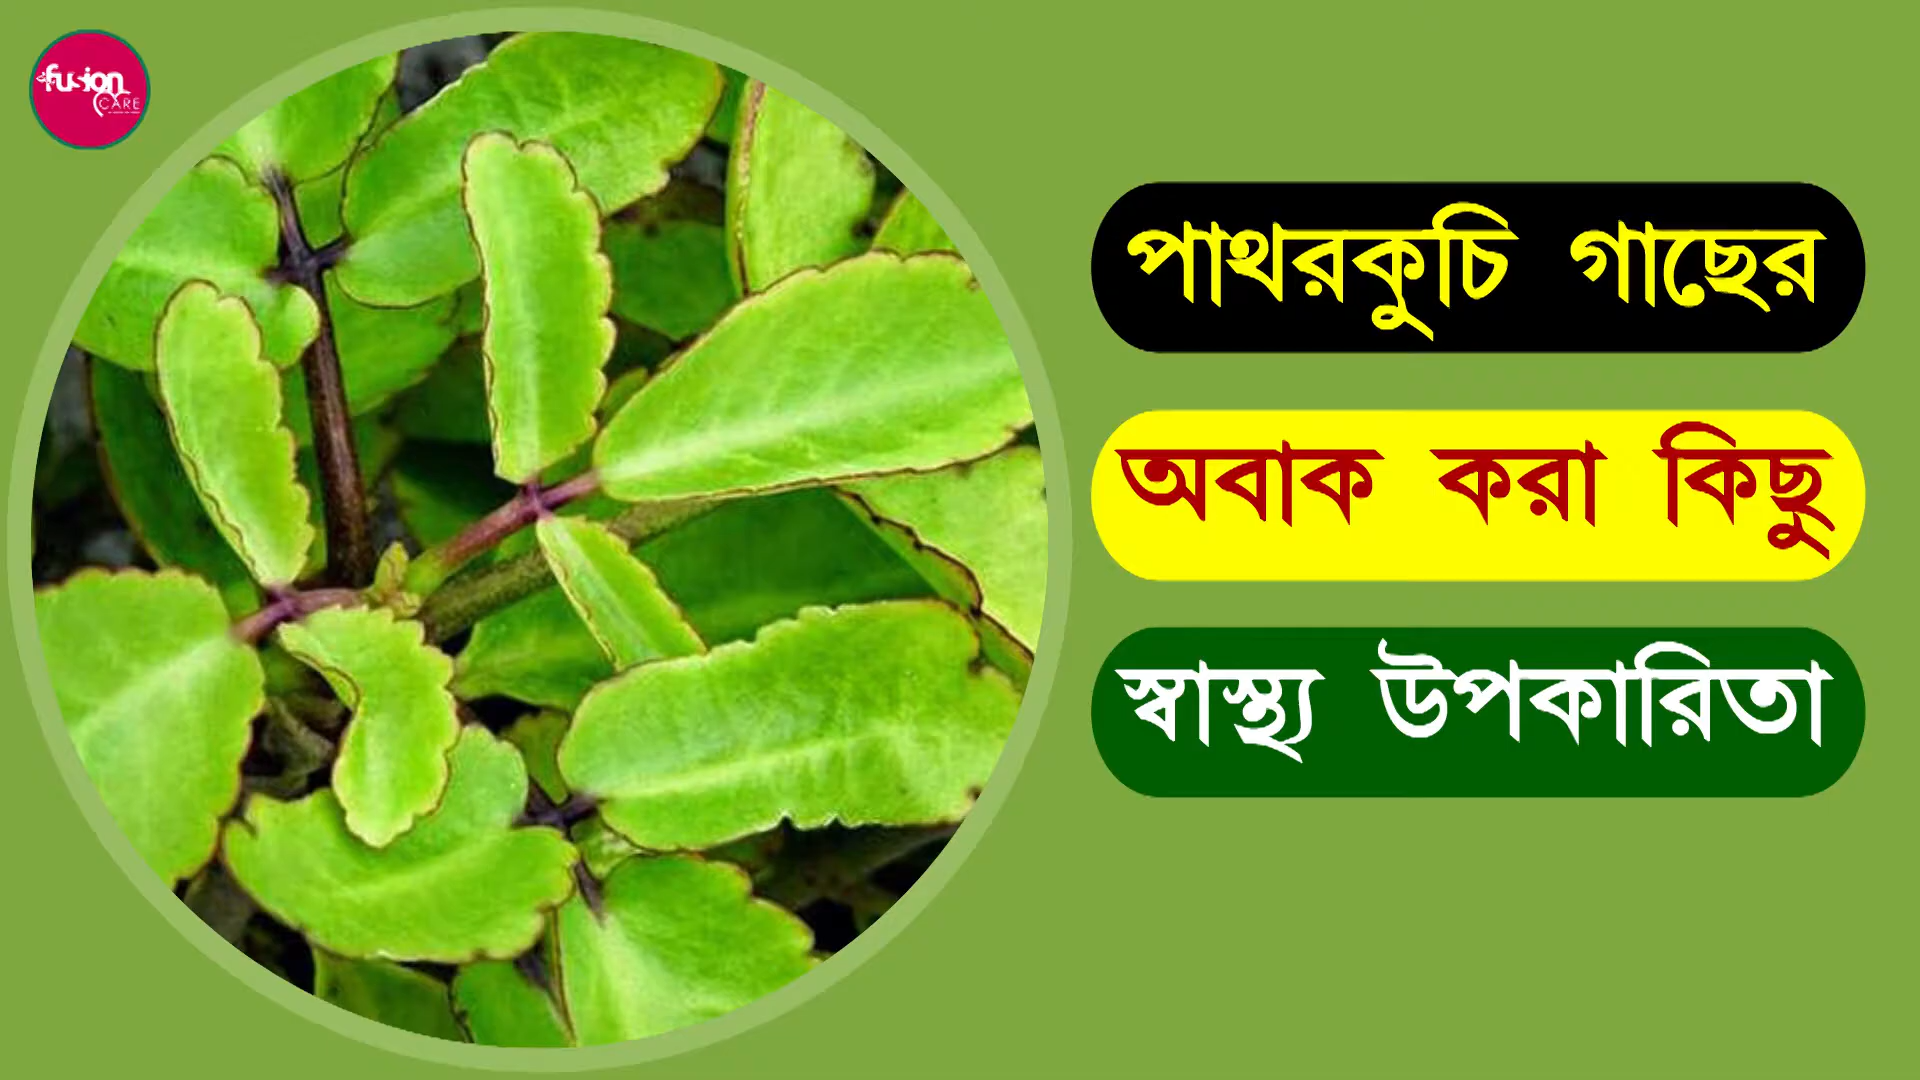 fusion
CARE
পাথরকুচি গাছের
অবাক করা কিছু
স্বাস্থ্য উপকারিতা